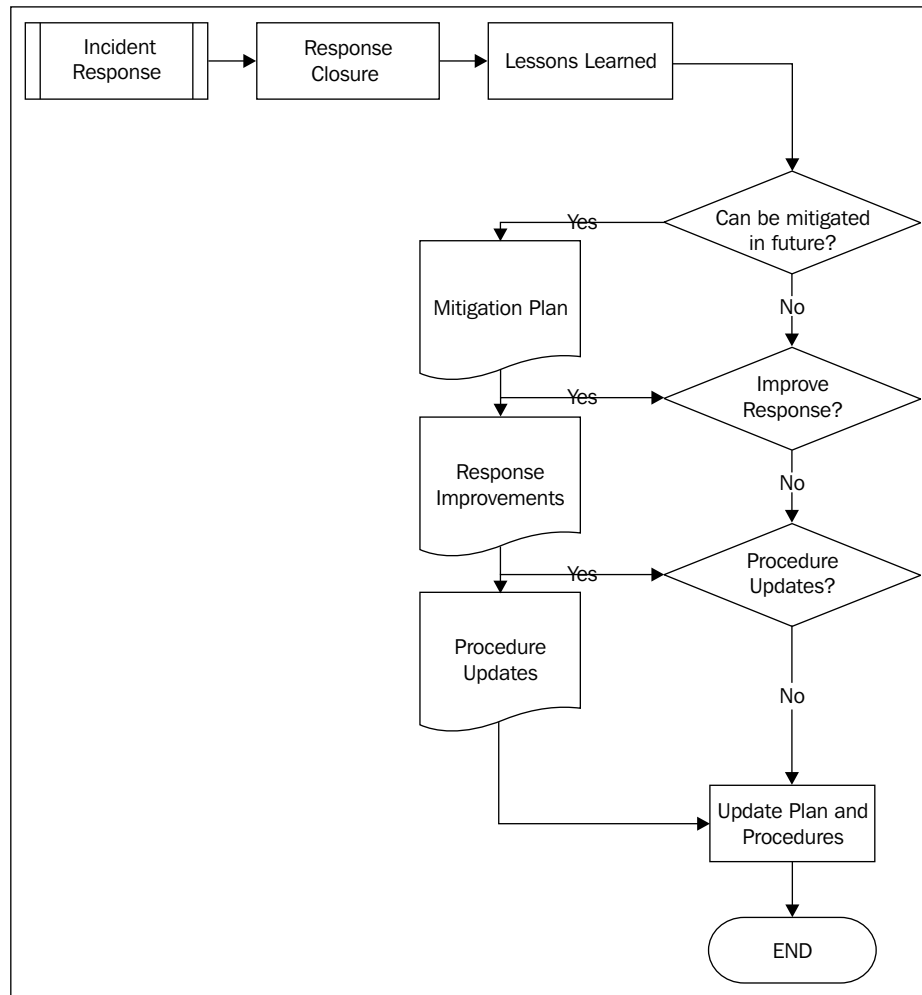 Incident
Response
Response
Closure
Lessons Learned
Can be mitigated
in future?
Yes
No
Mitigation Plan
Improve
Response?
Yes
No
Response
Improvements
Procedure
Updates?
Yes
No
Procedure
Updates
Update Plan and
Procedures
END